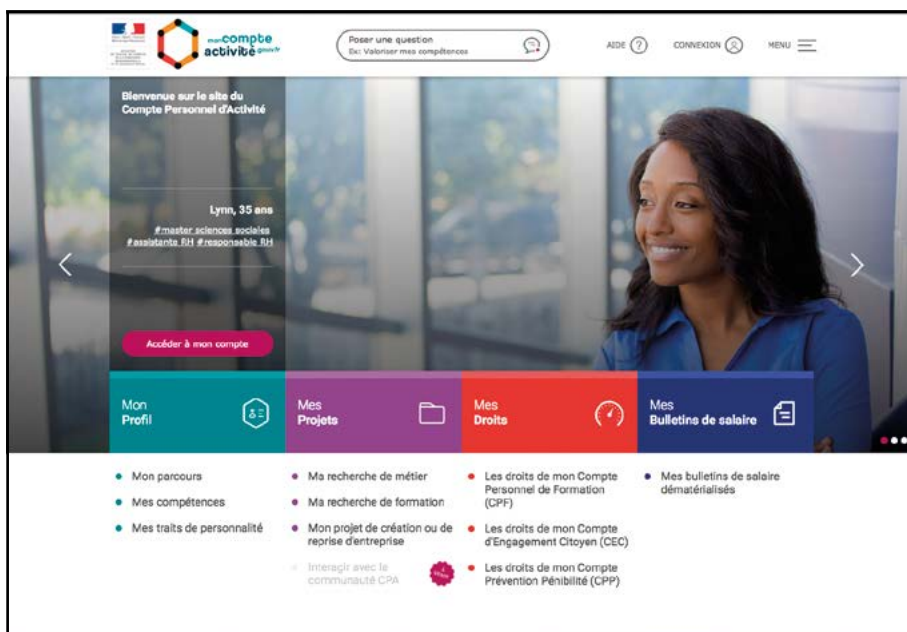 mon compte
activité gouv.fr
Poser une question
Ex: Valoriser mes compétences
AIDE ?
CONNEXION
MENU
Bienvenue sur le site du
Compte Personnel d'Activité
Lynn, 35 ans
#master sciences sociales
#assistante RH #responsable RH
Accéder à mon compte
Mon
Profil
Mes
Projets
Mes
Droits
Mes
Bulletins de salaire
Mon parcours
Mes compétences
Mes traits de personnalité
Ma recherche de métier
Ma recherche de formation
Mon projet de création ou de
reprise d'entreprise
Interagir avec le
communauté CPA
Les droits de mon Compte
Personnel de Formation
(CPF)
Les droits de mon Compte
d'Engagement Citoyen (CEC)
Les droits de mon Compte
Prévention Pénibilité (CPP)
Mes bulletins de salaire
dématérialisés